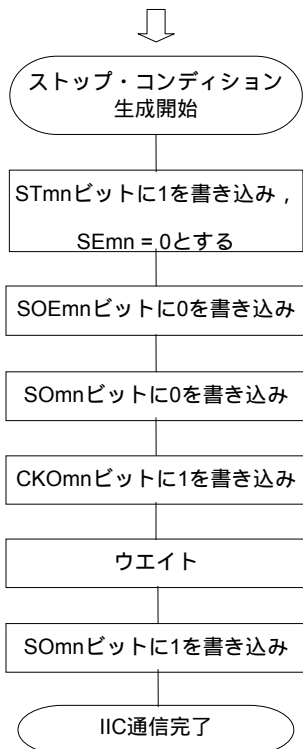 ストップ・コンディション
生成開始
STmnビットに1を書き込み，
SEmn = 0とする
SOEmnビットに0を書き込み
SOmnビットに0を書き込み
CKOmnビットに1を書き込み
ウエイト
SOmnビットに1を書き込み
IIC通信完了